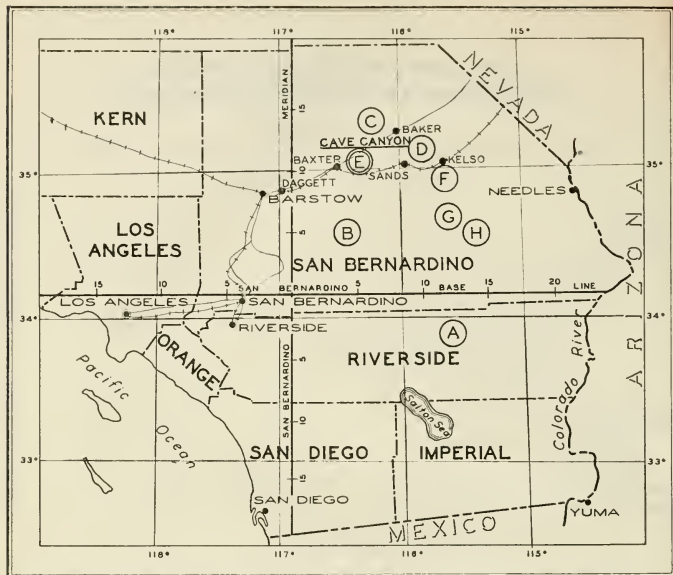 118° 117° 116° 115°
NEVADA
KERN
MERIDIAN
15
C
BAKER
CAVE CANYON
D
BAXTER
E
KELSO
35°
10
SANDS
F
35°
DAGGETT
BARSTOW
NEEDLES
LOS
ANGELES
5
B
G
H
SAN BERNARDINO
ARIZONA
15 10 5 SAN BERNARDINO 5 10 BASE 15 20 LINE
LOS ANGELES
SAN BERNARDINO
34°
34°
RIVERSIDE
A
ORANGE
RIVERSIDE
SAN BERNARDINO
Colorado River
Pacific
Ocean
Salton Sea
SAN DIEGO
IMPERIAL
33°
33°
15
SAN DIEGO
YUMA
MEXICO
118° 117° 116° 115°